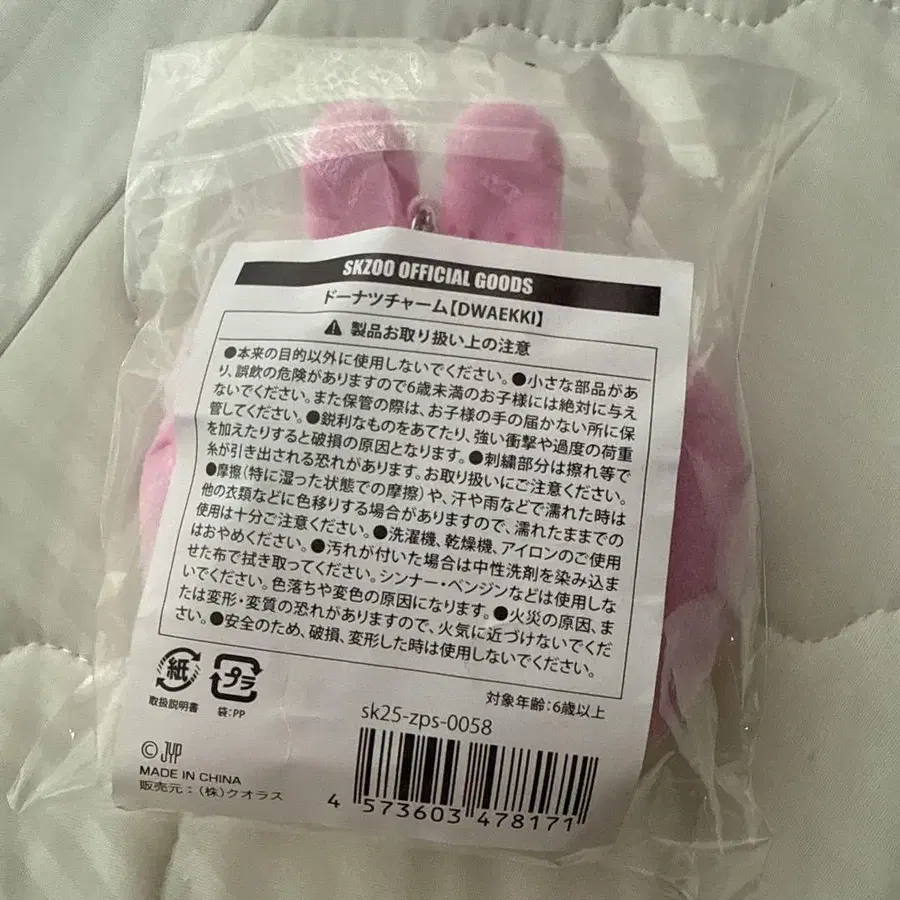 SKZOO OFFICIAL GOODS
ドーナツチャーム【DWAEKKI】
⚠ 製品お取り扱い上の注意
●本来の目的以外に使用しないでください。●小さな部品があ
り、誤飲の危険がありますので6歳未満のお子様には絶対に与え
ないでください。また保管の際は、お子様の手の届かない所に保
管してください。●鋭利なものをあてたり、強い衝撃や過度の荷重
を加えたりすると破損の原因となります。●刺繍部分は擦れ等で
糸が引き出される恐れがあります。お取り扱いにご注意ください。
●摩擦(特に湿った状態での摩擦)や、汗や雨などで濡れた時は
他の衣類などに色移りする場合がありますので、濡れたままでの
使用は十分ご注意ください。●洗濯機、乾燥機、アイロンのご使用
はおやめください。●汚れが付いた場合は中性洗剤を染み込ま
せた布で拭き取ってください。シンナー・ベンジンなどは使用しな
いでください。色落ちや変色の原因になります。●火災の原因、ま
たは変形・変質の恐れがありますので、火気に近づけないでくだ
さい。●安全のため、破損、変形した時は使用しないでください。
紙
取扱説明書
プラ
袋:PP
対象年齢:6歳以上
sk25-zps-0058
©JYP
MADE IN CHINA
販売元:(株)クオラス
4 573603 478171